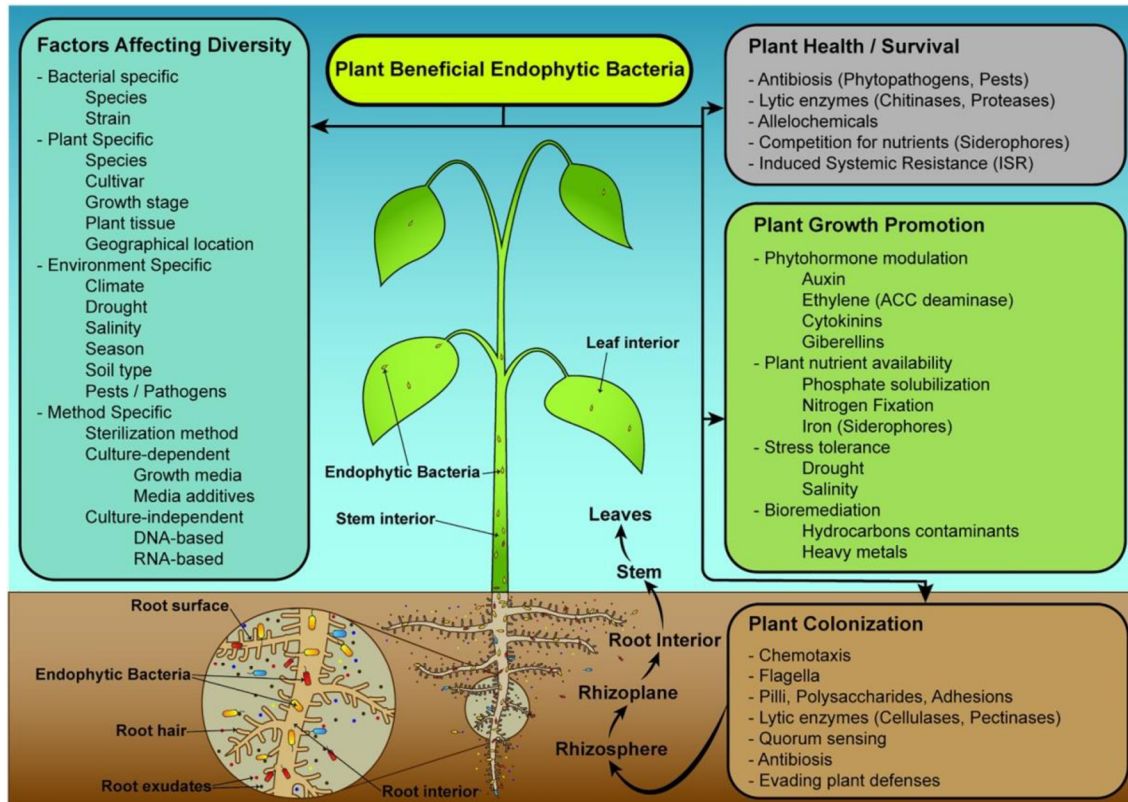 Plant Beneficial Endophytic Bacteria
Factors Affecting Diversity
- Bacterial specific
Species
Strain
- Plant Specific
Species
Cultivar
Growth stage
Plant tissue
Geographical location
- Environment Specific
Climate
Drought
Salinity
Season
Soil type
Pests / Pathogens
- Method Specific
Sterilization method
Culture-dependent
Growth media
Media additives
Culture-independent
DNA-based
RNA-based
Plant Health / Survival
- Antibiosis (Phytopathogens, Pests)
- Lytic enzymes (Chitinases, Proteases)
- Allelochemicals
- Competition for nutrients (Siderophores)
- Induced Systemic Resistance (ISR)
Plant Growth Promotion
- Phytohormone modulation
Auxin
Ethylene (ACC deaminase)
Cytokinins
Giberellins
- Plant nutrient availability
Phosphate solubilization
Nitrogen Fixation
Iron (Siderophores)
- Stress tolerance
Drought
Salinity
- Bioremediation
Hydrocarbons contaminants
Heavy metals
Leaf interior
Endophytic Bacteria
Stem interior
Leaves
Stem
Root Interior
Rhizoplane
Rhizosphere
Root surface
Endophytic Bacteria
Root hair
Root exudates
Root interior
Plant Colonization
- Chemotaxis
- Flagella
- Pilli, Polysaccharides, Adhesions
- Lytic enzymes (Cellulases, Pectinases)
- Quorum sensing
- Antibiosis
- Evading plant defenses